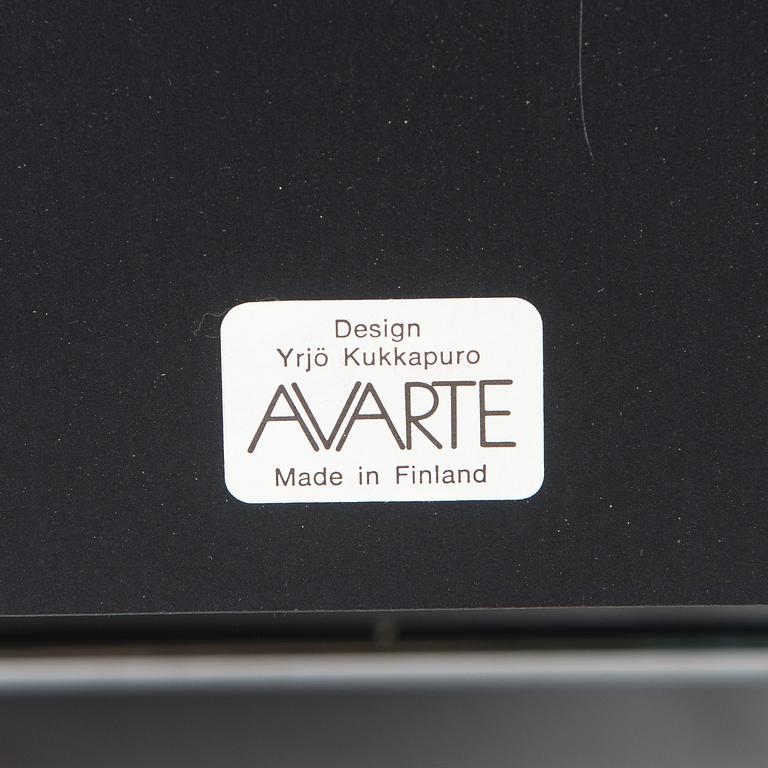 Design
Yrjö Kukkapuro
AVARTE
Made in Finland